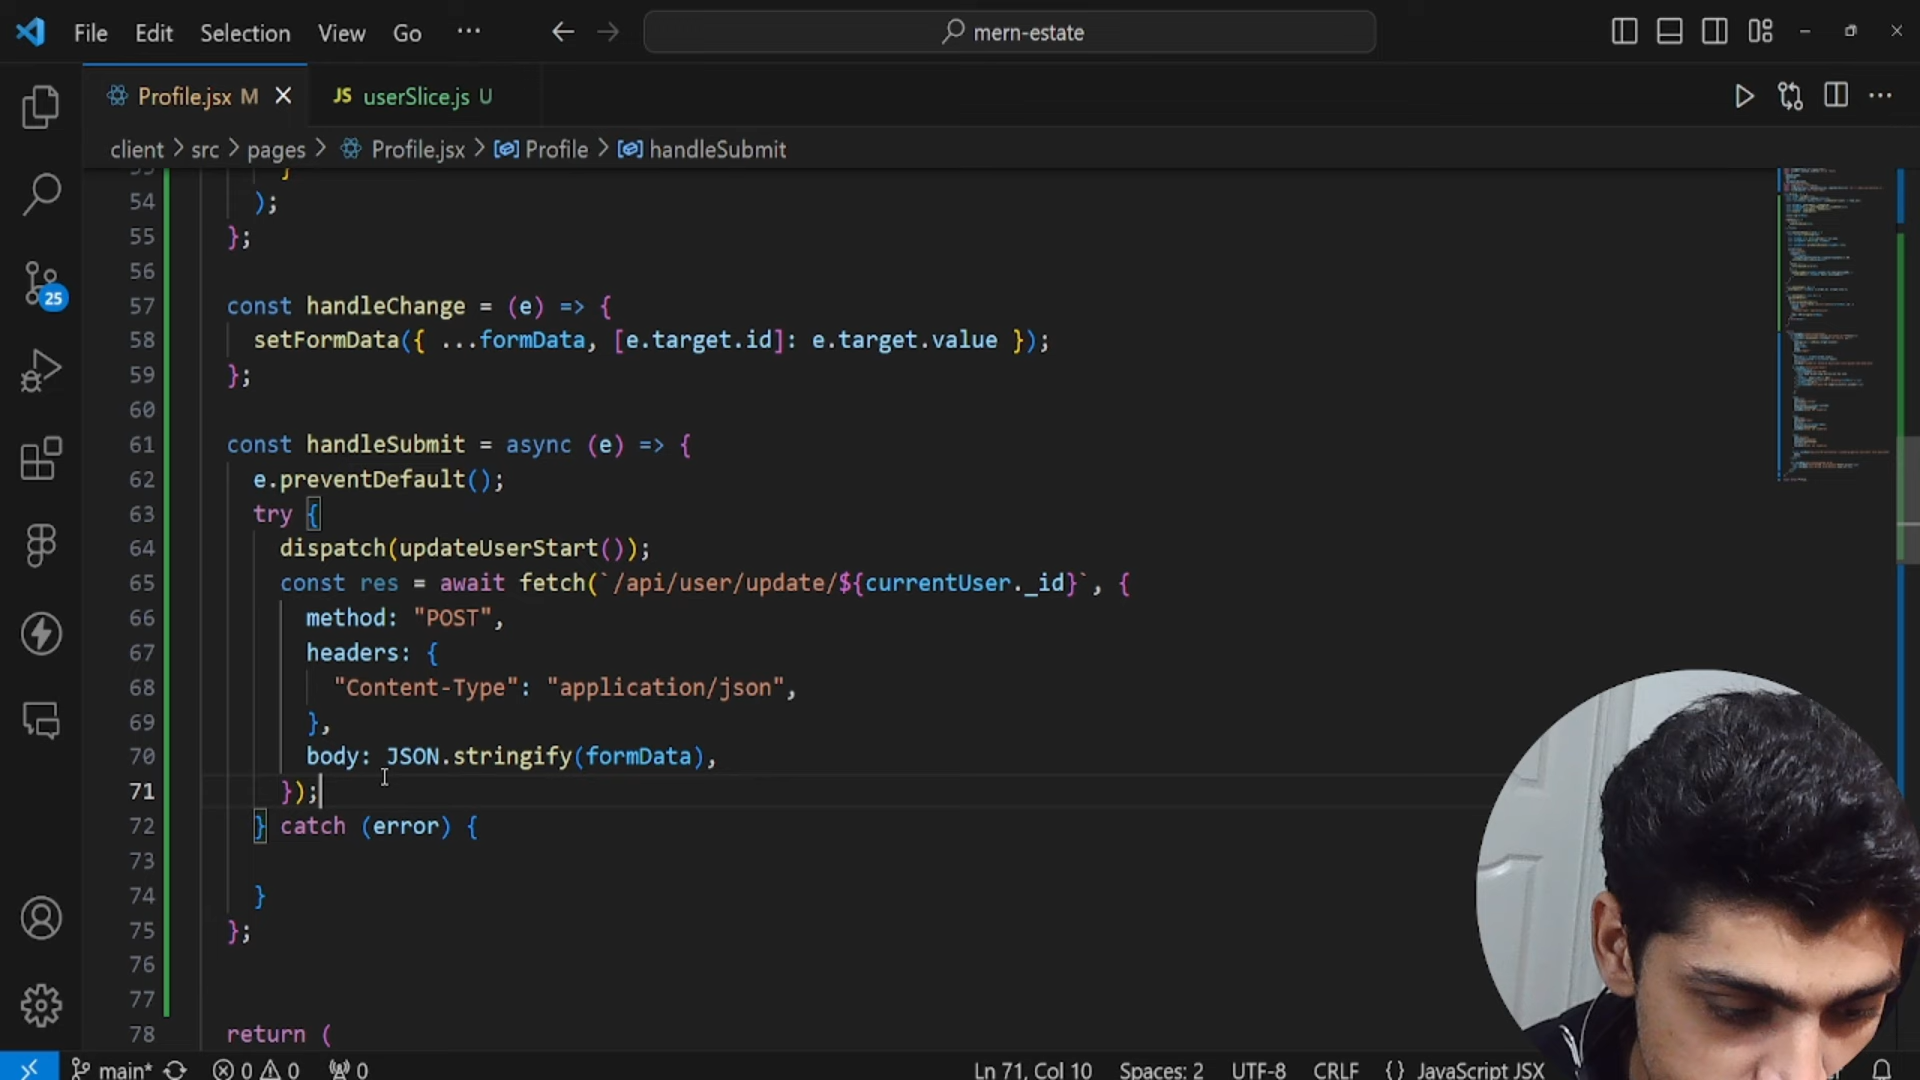 File Edit Selection View Go ··· mern-estate
Profile.jsx M JS userSlice.js U
client > src > pages > Profile.jsx > Profile > handleSubmit
}
54 );
55 };
56
57 const handleChange = (e) => {
58 setFormData({ ...formData, [e.target.id]: e.target.value });
59 };
60
61 const handleSubmit = async (e) => {
62 e.preventDefault();
63 try {
64 dispatch(updateUserStart());
65 const res = await fetch(`/api/user/update/${currentUser._id}`, {
66 method: "POST",
67 headers: {
68 "Content-Type": "application/json",
69 },
70 body: JSON.stringify(formData),
71 });
72 } catch (error) {
73
74 }
75 };
76
77
78 return (
25
main* 0 0 0 Ln 71, Col 10 Spaces: 2 UTF-8 CRLF {} JavaScript JSX